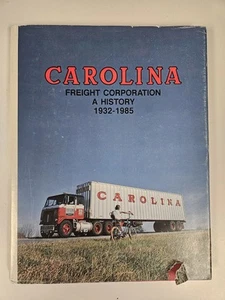 CAROLINA
FREIGHT CORPORATION
A HISTORY
1932-1985
CAROLINA